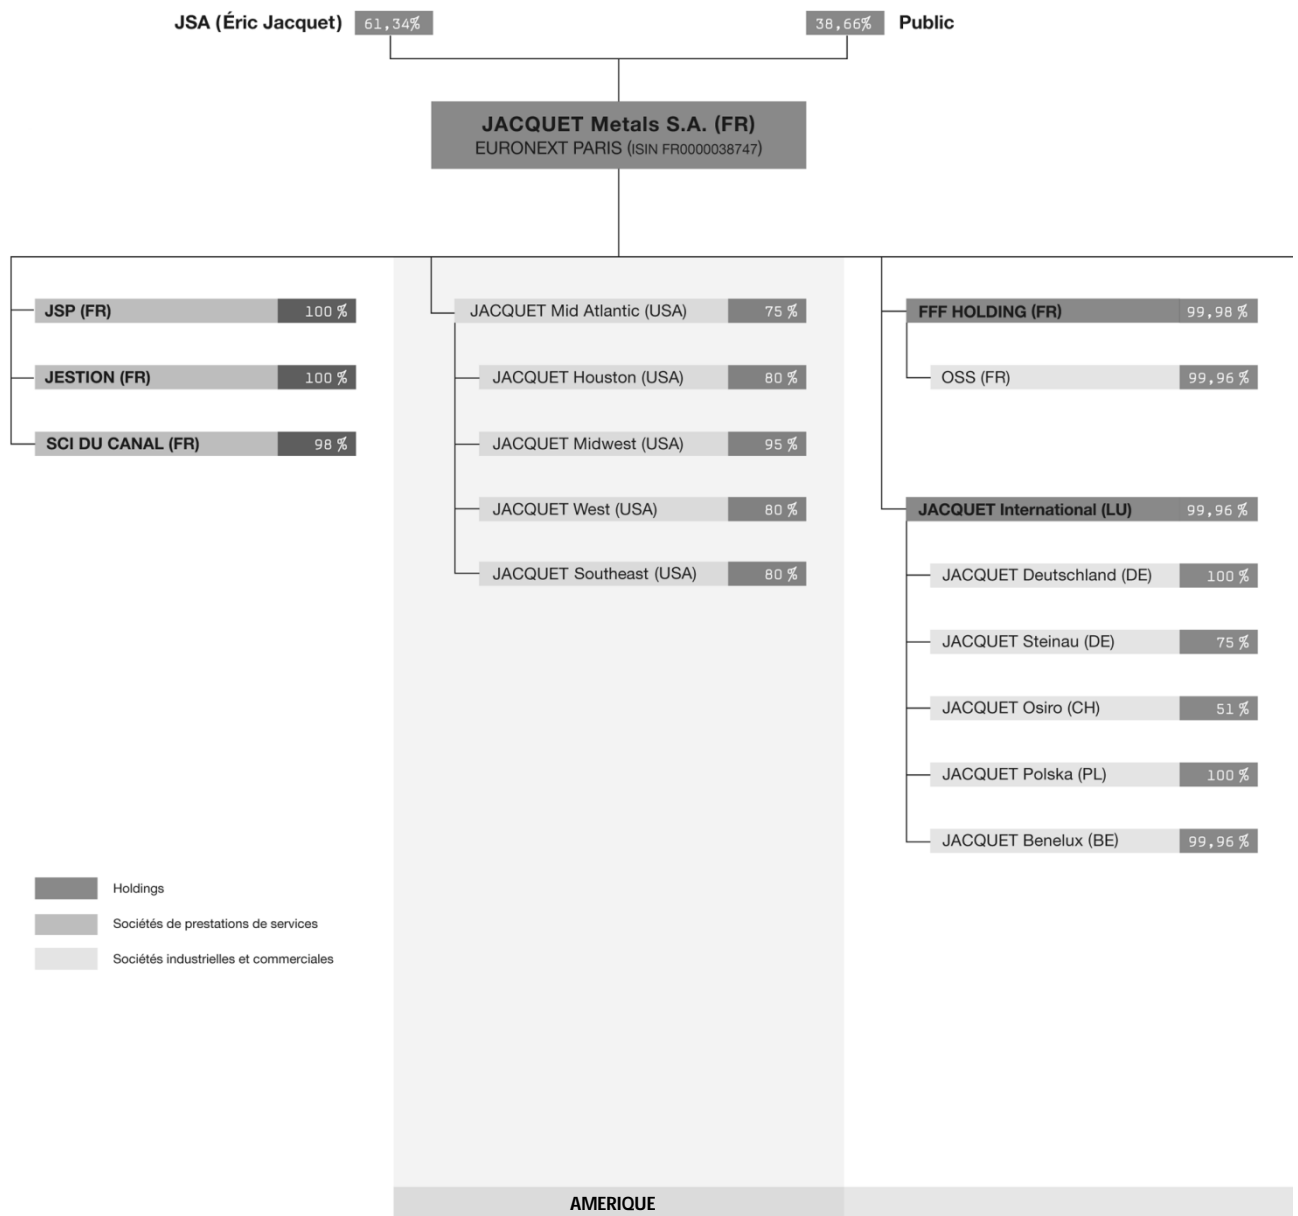 JSA (Éric Jacquet) 61,34%
38,66% Public
JACQUET Metals S.A. (FR)
EURONEXT PARIS (ISIN FR0000038747)
JSP (FR) 100 %
JESTION (FR) 100 %
SCI DU CANAL (FR) 98 %
JACQUET Mid Atlantic (USA) 75 %
JACQUET Houston (USA) 80 %
JACQUET Midwest (USA) 95 %
JACQUET West (USA) 80 %
JACQUET Southeast (USA) 80 %
FFF HOLDING (FR) 99,98 %
OSS (FR) 99,96 %
JACQUET International (LU) 99,96 %
JACQUET Deutschland (DE) 100 %
JACQUET Steinau (DE) 75 %
JACQUET Osiro (CH) 51 %
JACQUET Polska (PL) 100 %
JACQUET Benelux (BE) 99,96 %
Holdings
Sociétés de prestations de services
Sociétés industrielles et commerciales
AMERIQUE